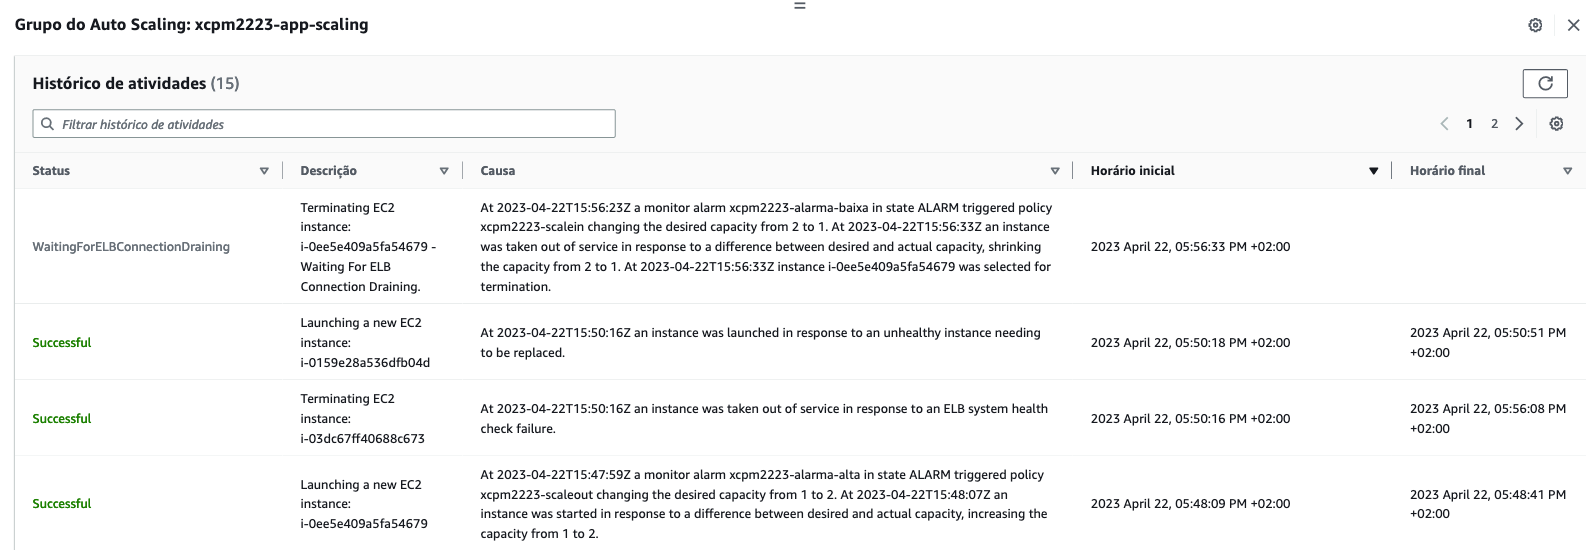 Grupo do Auto Scaling: xcpm2223-app-scaling
Histórico de atividades (15)
Filtrar histórico de atividades
1 2
Status Descrição Causa Horário inicial Horário final
WaitingForELBConnectionDraining
Terminating EC2
instance:
i-0ee5e409a5fa54679 -
Waiting For ELB
Connection Draining.
At 2023-04-22T15:56:23Z a monitor alarm xcpm2223-alarma-baixa in state ALARM triggered policy
xcpm2223-scalein changing the desired capacity from 2 to 1. At 2023-04-22T15:56:33Z an instance
was taken out of service in response to a difference between desired and actual capacity, shrinking
the capacity from 2 to 1. At 2023-04-22T15:56:33Z instance i-0ee5e409a5fa54679 was selected for
termination.
2023 April 22, 05:56:33 PM +02:00
Successful
Launching a new EC2
instance:
i-0159e28a536dfb04d
At 2023-04-22T15:50:16Z an instance was launched in response to an unhealthy instance needing
to be replaced.
2023 April 22, 05:50:18 PM +02:00
2023 April 22, 05:50:51 PM
+02:00
Successful
Terminating EC2
instance:
i-03dc67ff40688c673
At 2023-04-22T15:50:16Z an instance was taken out of service in response to an ELB system health
check failure.
2023 April 22, 05:50:16 PM +02:00
2023 April 22, 05:56:08 PM
+02:00
Successful
Launching a new EC2
instance:
i-0ee5e409a5fa54679
At 2023-04-22T15:47:59Z a monitor alarm xcpm2223-alarma-alta in state ALARM triggered policy
xcpm2223-scaleout changing the desired capacity from 1 to 2. At 2023-04-22T15:48:07Z an
instance was started in response to a difference between desired and actual capacity, increasing the
capacity from 1 to 2.
2023 April 22, 05:48:09 PM +02:00
2023 April 22, 05:48:41 PM
+02:00